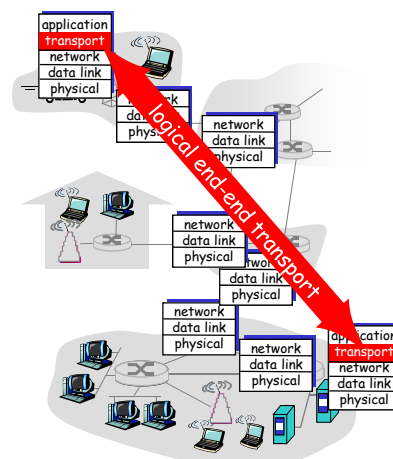 application
transport
network
data link
physical
network
data link
physical
network
data link
physical
logical end-end transport
network
data link
physical
network
data link
physical
network
data link
physical
network
data link
physical
application
transport
network
data link
physical